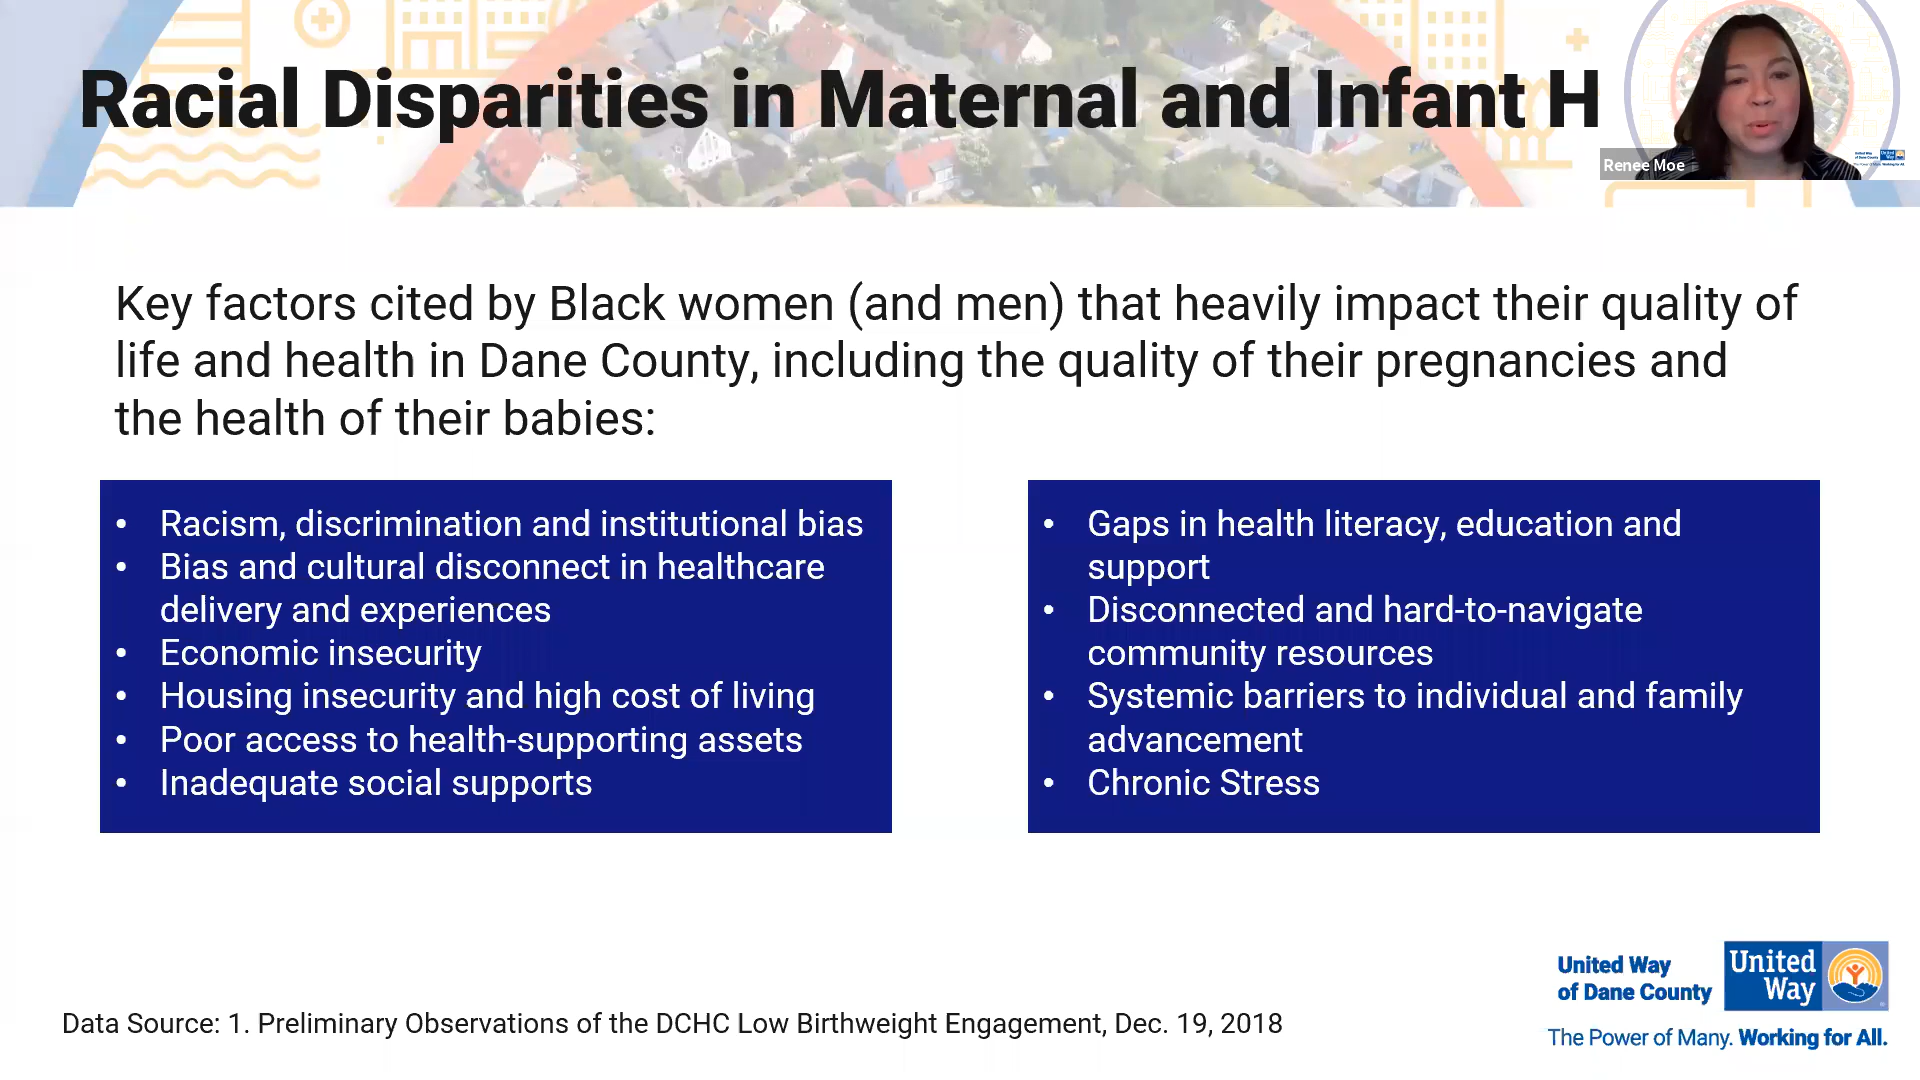 Racial Disparities in Maternal and Infant H
Renee Moe
Key factors cited by Black women (and men) that heavily impact their quality of
life and health in Dane County, including the quality of their pregnancies and
the health of their babies:
• Racism, discrimination and institutional bias
• Bias and cultural disconnect in healthcare
delivery and experiences
• Economic insecurity
• Housing insecurity and high cost of living
• Poor access to health-supporting assets
• Inadequate social supports
• Gaps in health literacy, education and
support
• Disconnected and hard-to-navigate
community resources
• Systemic barriers to individual and family
advancement
• Chronic Stress
United Way
of Dane County
United
Way
The Power of Many. Working for All.
Data Source: 1. Preliminary Observations of the DCHC Low Birthweight Engagement, Dec. 19, 2018